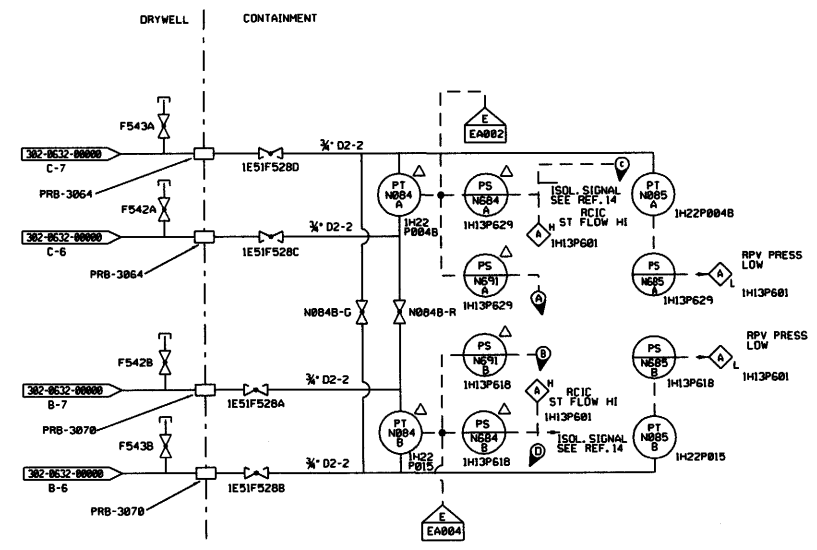 DRYWELL
CONTAINMENT
E
EA002
F543A
302-0632-00000
C-7
PRB-3064
1E51F528D
¾" D2-2
PT
N084
A
1H22
P004B
PS
N684
A
1H13P629
C
ISOL. SIGNAL
SEE REF. 14
RCIC
ST FLOW HI
A
H
1H13P601
PT
N085
A
1H22P004B
F542A
302-0632-00000
C-6
PRB-3064
1E51F528C
¾" D2-2
PS
N691
A
1H13P629
A
PS
N685
A
1H13P629
A
L
RPV PRESS
LOW
1H13P601
N084B-G
N084B-R
F542B
302-0632-00000
B-7
PRB-3070
1E51F528A
¾" D2-2
PS
N691
B
1H13P618
B
A
H
RCIC
ST FLOW HI
1H13P601
PS
N685
B
1H13P618
A
L
RPV PRESS
LOW
1H13P601
F543B
302-0632-00000
B-6
PRB-3070
1E51F528B
¾" D2-2
PT
N084
B
1H22
P015
PS
N684
B
1H13P618
ISOL. SIGNAL
SEE REF. 14
D
PT
N085
B
1H22P015
E
EA004